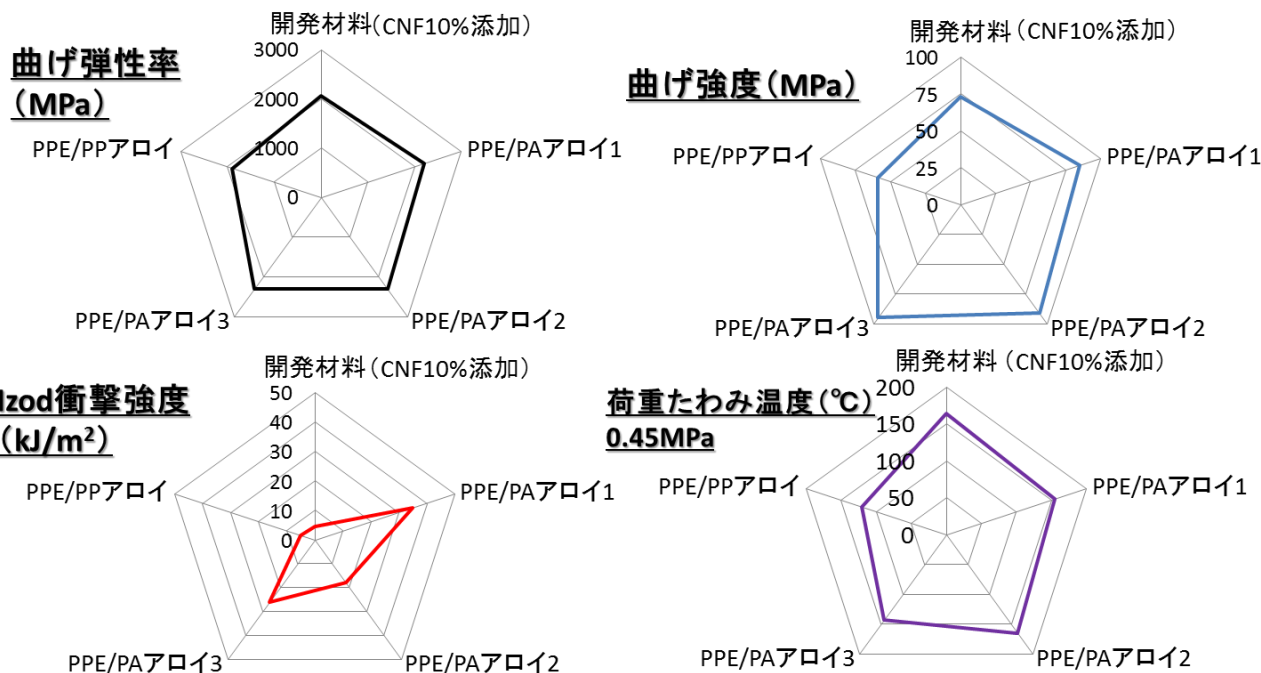 曲げ弾性率
(MPa)
開発材料(CNF10%添加)
3000
2000
1000
0
PPE/PPアロイ
PPE/PAアロイ1
PPE/PAアロイ3
PPE/PAアロイ2
曲げ強度(MPa)
開発材料(CNF10%添加)
100
75
50
25
0
PPE/PPアロイ
PPE/PAアロイ1
PPE/PAアロイ3
PPE/PAアロイ2
Izod衝撃強度
(kJ/m²)
開発材料(CNF10%添加)
50
40
30
20
10
0
PPE/PPアロイ
PPE/PAアロイ1
PPE/PAアロイ3
PPE/PAアロイ2
荷重たわみ温度(℃)
0.45MPa
開発材料(CNF10%添加)
200
150
100
50
0
PPE/PPアロイ
PPE/PAアロイ1
PPE/PAアロイ3
PPE/PAアロイ2